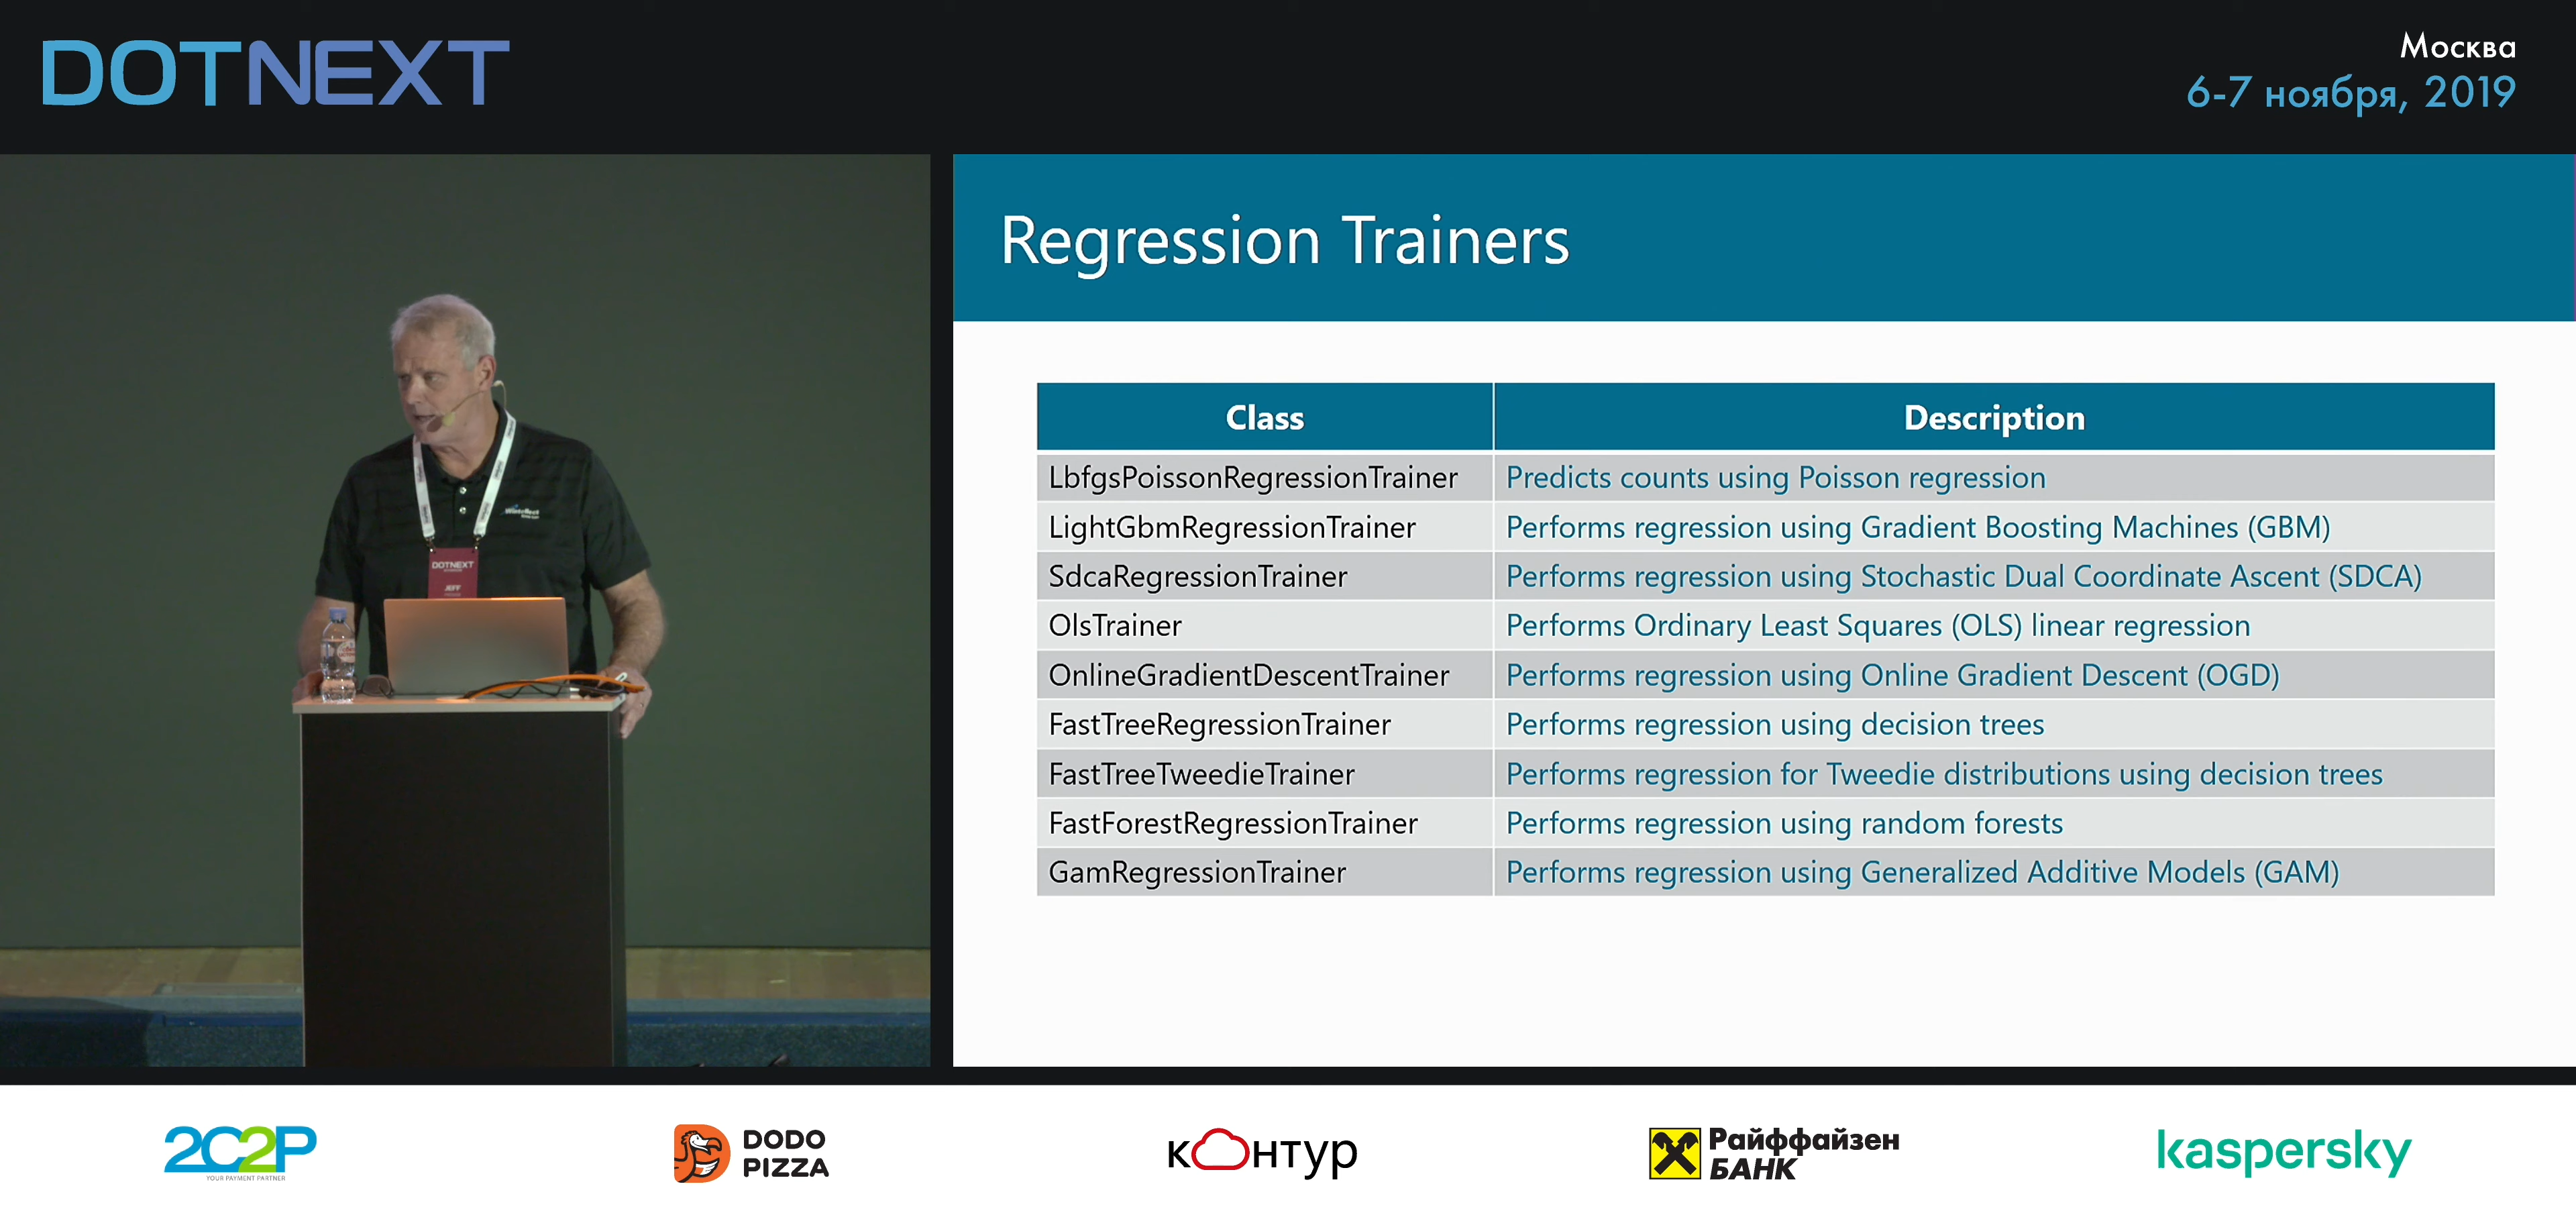 DOTNEXT
Москва
6-7 ноября, 2019
Regression Trainers
Class Description
LbfgsPoissonRegressionTrainer Predicts counts using Poisson regression
LightGbmRegressionTrainer Performs regression using Gradient Boosting Machines (GBM)
SdcaRegressionTrainer Performs regression using Stochastic Dual Coordinate Ascent (SDCA)
OlsTrainer Performs Ordinary Least Squares (OLS) linear regression
OnlineGradientDescentTrainer Performs regression using Online Gradient Descent (OGD)
FastTreeRegressionTrainer Performs regression using decision trees
FastTreeTweedieTrainer Performs regression for Tweedie distributions using decision trees
FastForestRegressionTrainer Performs regression using random forests
GamRegressionTrainer Performs regression using Generalized Additive Models (GAM)
DOTNEXT
JEFF
2C2P
YOUR PAYMENT PARTNER
DODO
PIZZA
контур
Райффайзен
БАНК
kaspersky